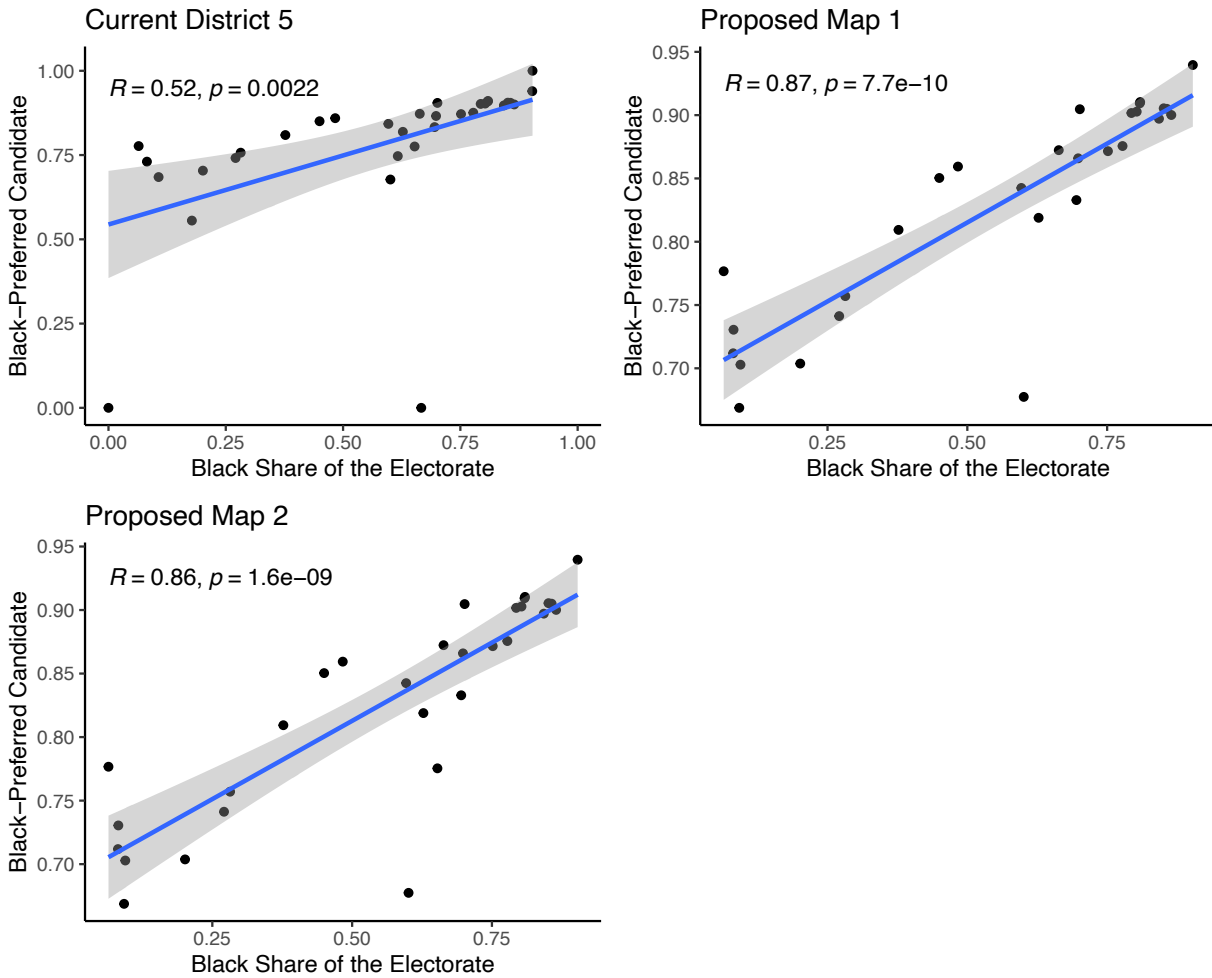 Current District 5
R = 0.52, p = 0.0022
1.00
0.75
0.50
0.25
0.00
Black−Preferred Candidate
0.00 0.25 0.50 0.75 1.00
Black Share of the Electorate
Proposed Map 1
R = 0.87, p = 7.7e−10
0.95
0.90
0.85
0.80
0.75
0.70
Black−Preferred Candidate
0.25 0.50 0.75
Black Share of the Electorate
Proposed Map 2
R = 0.86, p = 1.6e−09
0.95
0.90
0.85
0.80
0.75
0.70
Black−Preferred Candidate
0.25 0.50 0.75
Black Share of the Electorate